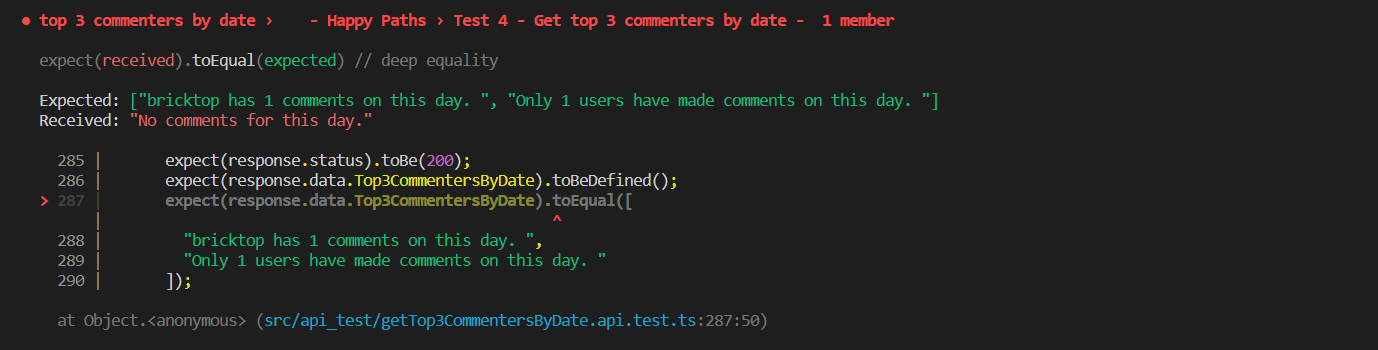 ● top 3 commenters by date ›    - Happy Paths › Test 4 - Get top 3 commenters by date -  1 member
expect(received).toEqual(expected) // deep equality
Expected: ["bricktop has 1 comments on this day. ", "Only 1 users have made comments on this day. "]
Received: "No comments for this day."
285 |       expect(response.status).toBe(200);
286 |       expect(response.data.Top3CommentersByDate).toBeDefined();
> 287 |       expect(response.data.Top3CommentersByDate).toEqual([
|                                                  ^
288 |         "bricktop has 1 comments on this day. ",
289 |         "Only 1 users have made comments on this day. "
290 |       ]);
at Object.<anonymous> (src/api_test/getTop3CommentersByDate.api.test.ts:287:50)